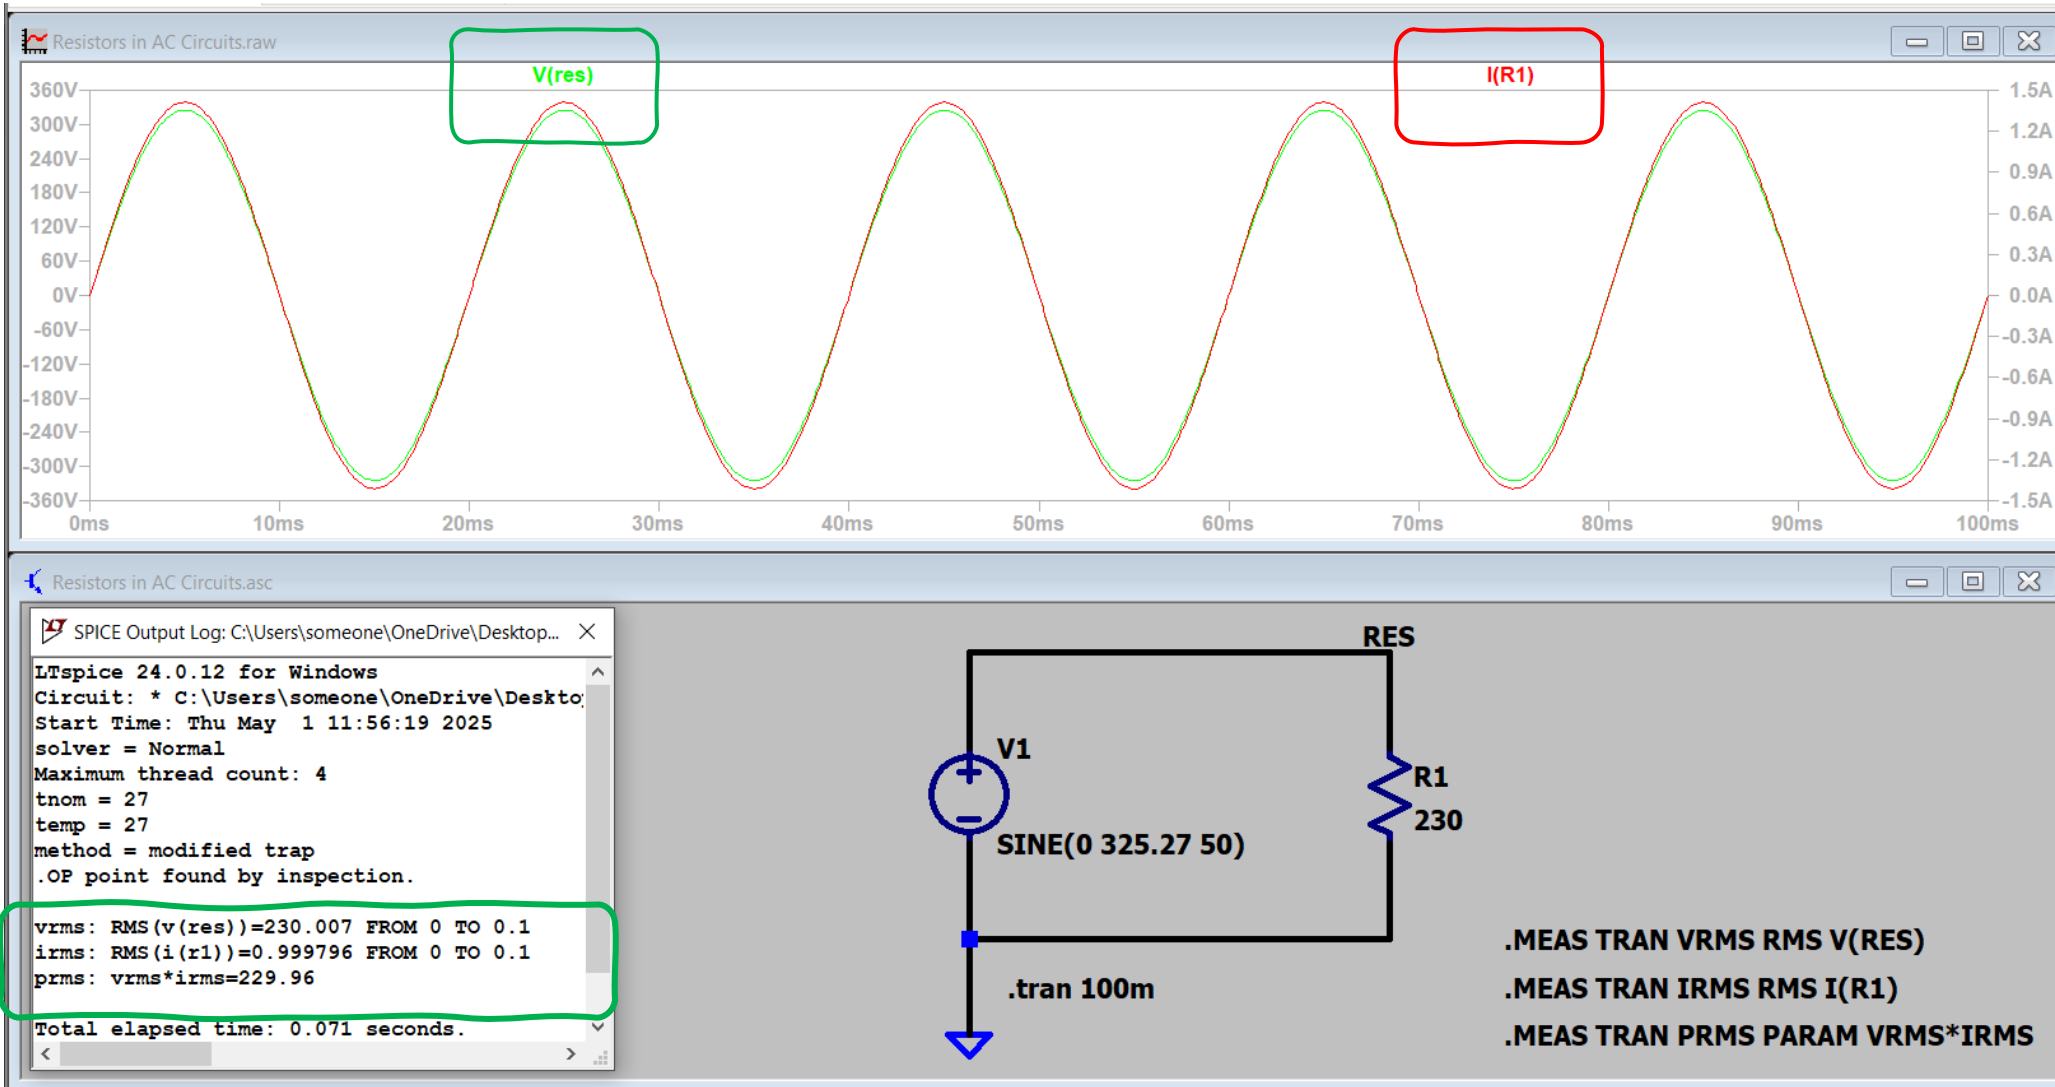 Resistors in AC Circuits.raw
V(res) I(R1)
360V 1.5A
300V 1.2A
240V 0.9A
180V 0.6A
120V 0.3A
60V 0.0A
0V -0.3A
-60V -0.6A
-120V -0.9A
-180V -1.2A
-240V -1.5A
-300V
-360V
0ms 10ms 20ms 30ms 40ms 50ms 60ms 70ms 80ms 90ms 100ms
Resistors in AC Circuits.asc
SPICE Output Log: C:\Users\someone\OneDrive\Desktop...
LTspice 24.0.12 for Windows
Circuit: * C:\Users\someone\OneDrive\Deskto
Start Time: Thu May  1 11:56:19 2025
solver = Normal
Maximum thread count: 4
tnom = 27
temp = 27
method = modified trap
.OP point found by inspection.
vrms: RMS(v(res))=230.007 FROM 0 TO 0.1
irms: RMS(i(r1))=0.999796 FROM 0 TO 0.1
prms: vrms*irms=229.96
Total elapsed time: 0.071 seconds.
RES
V1
SINE(0 325.27 50)
R1
230
.tran 100m
.MEAS TRAN VRMS RMS V(RES)
.MEAS TRAN IRMS RMS I(R1)
.MEAS TRAN PRMS PARAM VRMS*IRMS